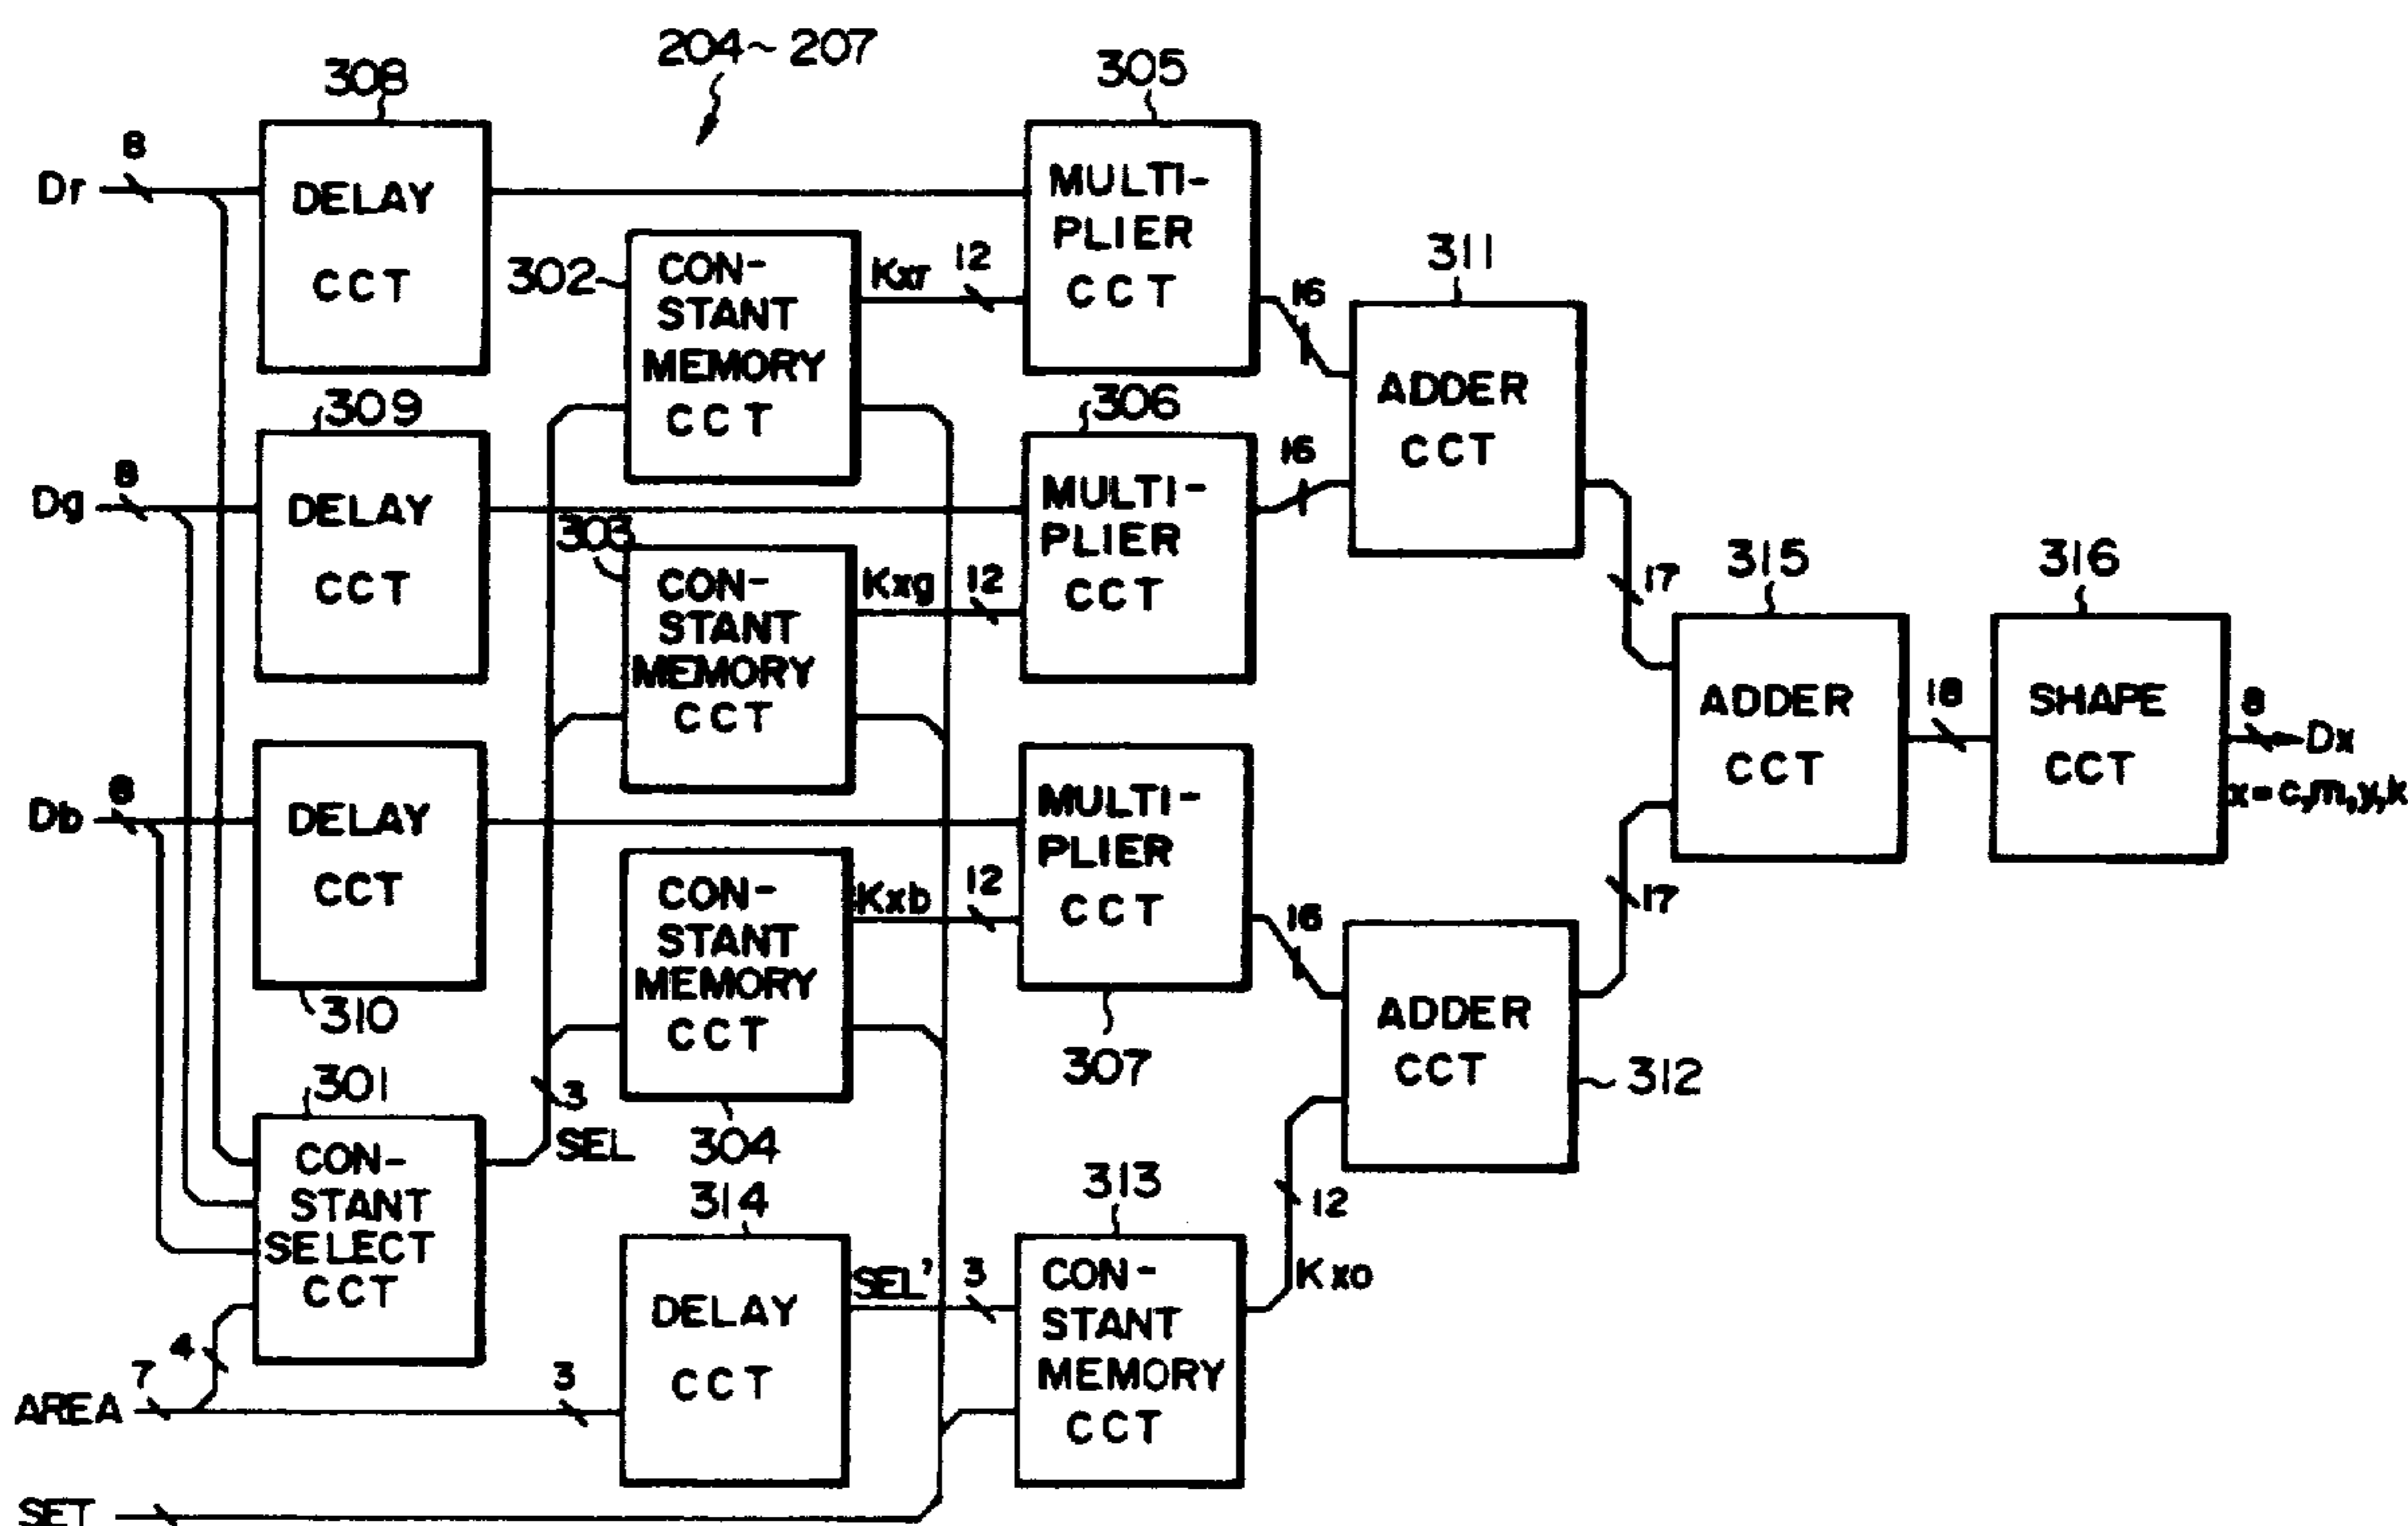 204~207
308
305
8
Dr
DELAY
CCT
MULTI-
PLIER
CCT
302
CON-
STANT
MEMORY
CCT
Kxr
12
16
311
ADDER
CCT
309
306
8
Dg
DELAY
CCT
MULTI-
PLIER
CCT
16
303
CON-
STANT
MEMORY
CCT
Kxg
12
17
315
ADDER
CCT
18
316
SHAPE
CCT
8
Dx
x=c,m,y,k
8
Db
DELAY
CCT
310
CON-
STANT
MEMORY
CCT
304
Kxb
12
MULTI-
PLIER
CCT
307
16
17
ADDER
CCT
312
301
CON-
STANT
SELECT
CCT
3
SEL
314
DELAY
CCT
SEL'
3
313
CON-
STANT
MEMORY
CCT
12
Kxo
4
7
AREA
3
SET